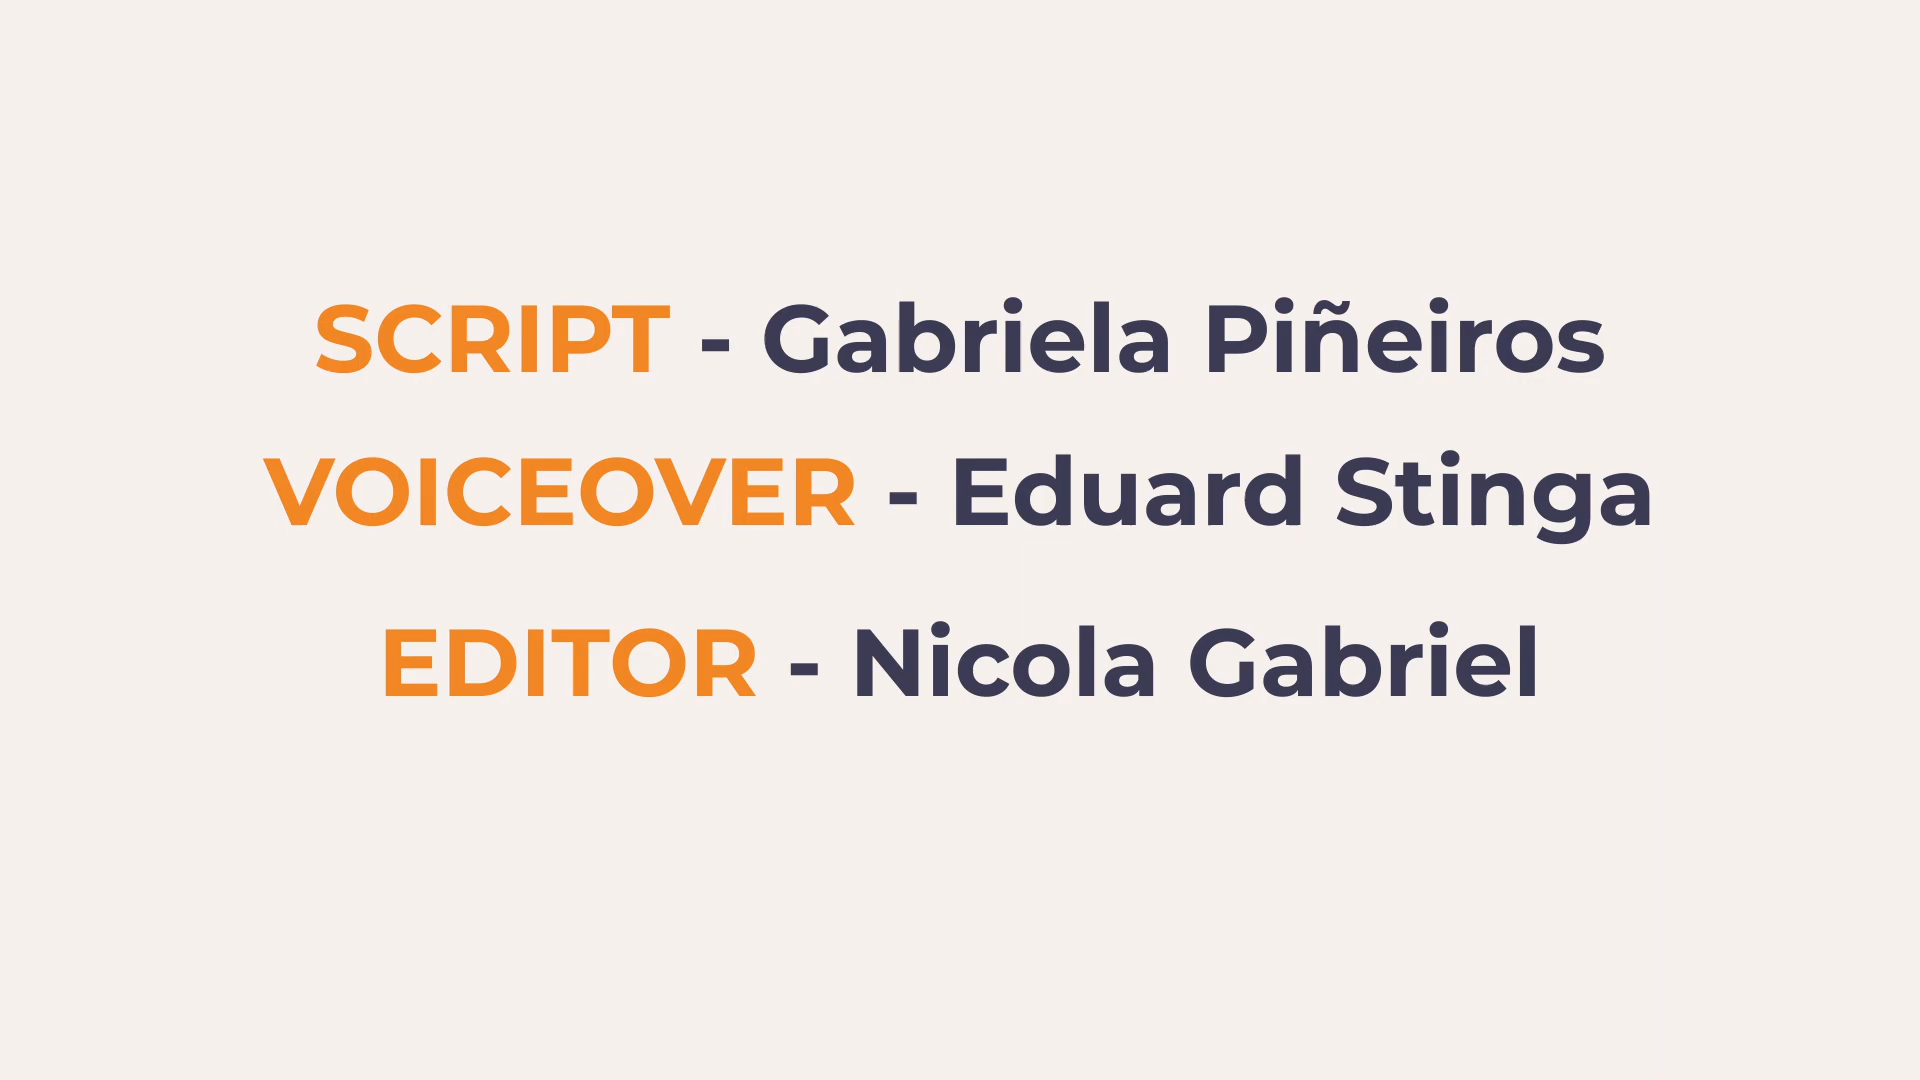 SCRIPT - Gabriela Piñeiros
VOICEOVER - Eduard Stinga
EDITOR - Nicola Gabriel